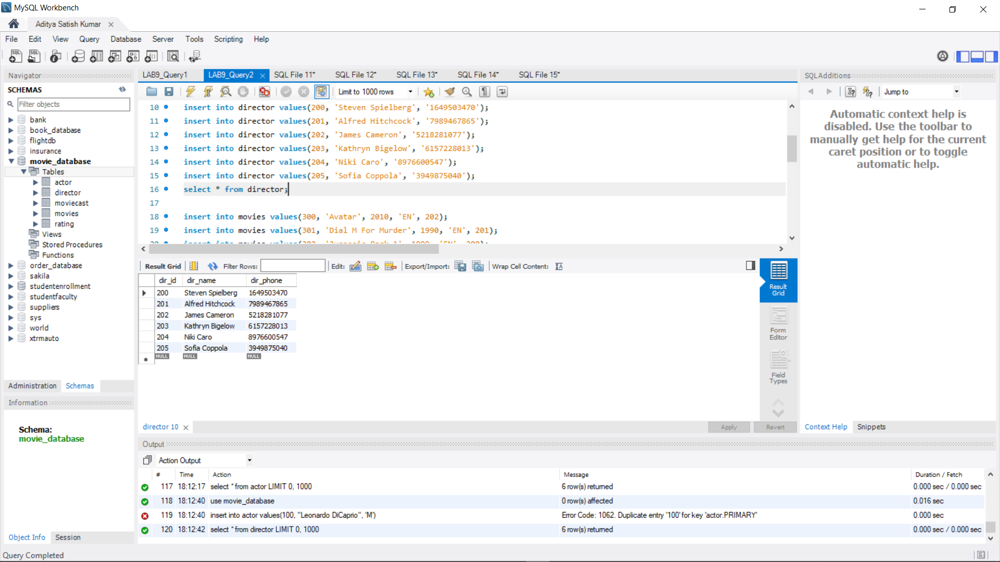 MySQL Workbench
Aditya Satish Kumar
File Edit View Query Database Server Tools Scripting Help
Navigator
SCHEMAS
Filter objects
bank
book_database
flightdb
insurance
movie_database
Tables
actor
director
moviecast
movies
rating
Views
Stored Procedures
Functions
order_database
sakila
studentenrollment
studentfaculty
suppliers
sys
world
xtrmauto
Administration Schemas
Information
Schema:
movie_database
Object Info Session
LAB9_Query1 LAB9_Query2 SQL File 11* SQL File 12* SQL File 13* SQL File 14* SQL File 15*
Limit to 1000 rows
10 insert into director values(200, 'Steven Spielberg', '1649503470');
11 insert into director values(201, 'Alfred Hitchcock', '7989467865');
12 insert into director values(202, 'James Cameron', '5218281077');
13 insert into director values(203, 'Kathryn Bigelow', '6157228013');
14 insert into director values(204, 'Niki Caro', '8976600547');
15 insert into director values(205, 'Sofia Coppola', '3949875040');
16 select * from director;
17
18 insert into movies values(300, 'Avatar', 2010, 'EN', 202);
19 insert into movies values(301, 'Dial M For Murder', 1990, 'EN', 201);
Result Grid Filter Rows: Edit: Export/Import: Wrap Cell Content:
dir_id dir_name dir_phone
200 Steven Spielberg 1649503470
201 Alfred Hitchcock 7989467865
202 James Cameron 5218281077
203 Kathryn Bigelow 6157228013
204 Niki Caro 8976600547
205 Sofia Coppola 3949875040
NULL NULL NULL
Result
Grid
Form
Editor
Field
Types
director 10
Apply Revert
SQLAdditions
Jump to
Automatic context help is
disabled. Use the toolbar to
manually get help for the current
caret position or to toggle
automatic help.
Context Help Snippets
Output
Action Output
# Time Action Message Duration / Fetch
117 18:12:17 select * from actor LIMIT 0, 1000 6 row(s) returned 0.000 sec / 0.000 sec
118 18:12:40 use movie_database 0 row(s) affected 0.016 sec
119 18:12:40 insert into actor values(100, "Leonardo DiCaprio", 'M') Error Code: 1062. Duplicate entry '100' for key 'actor.PRIMARY' 0.000 sec
120 18:12:42 select * from director LIMIT 0, 1000 6 row(s) returned 0.000 sec / 0.000 sec
Query Completed